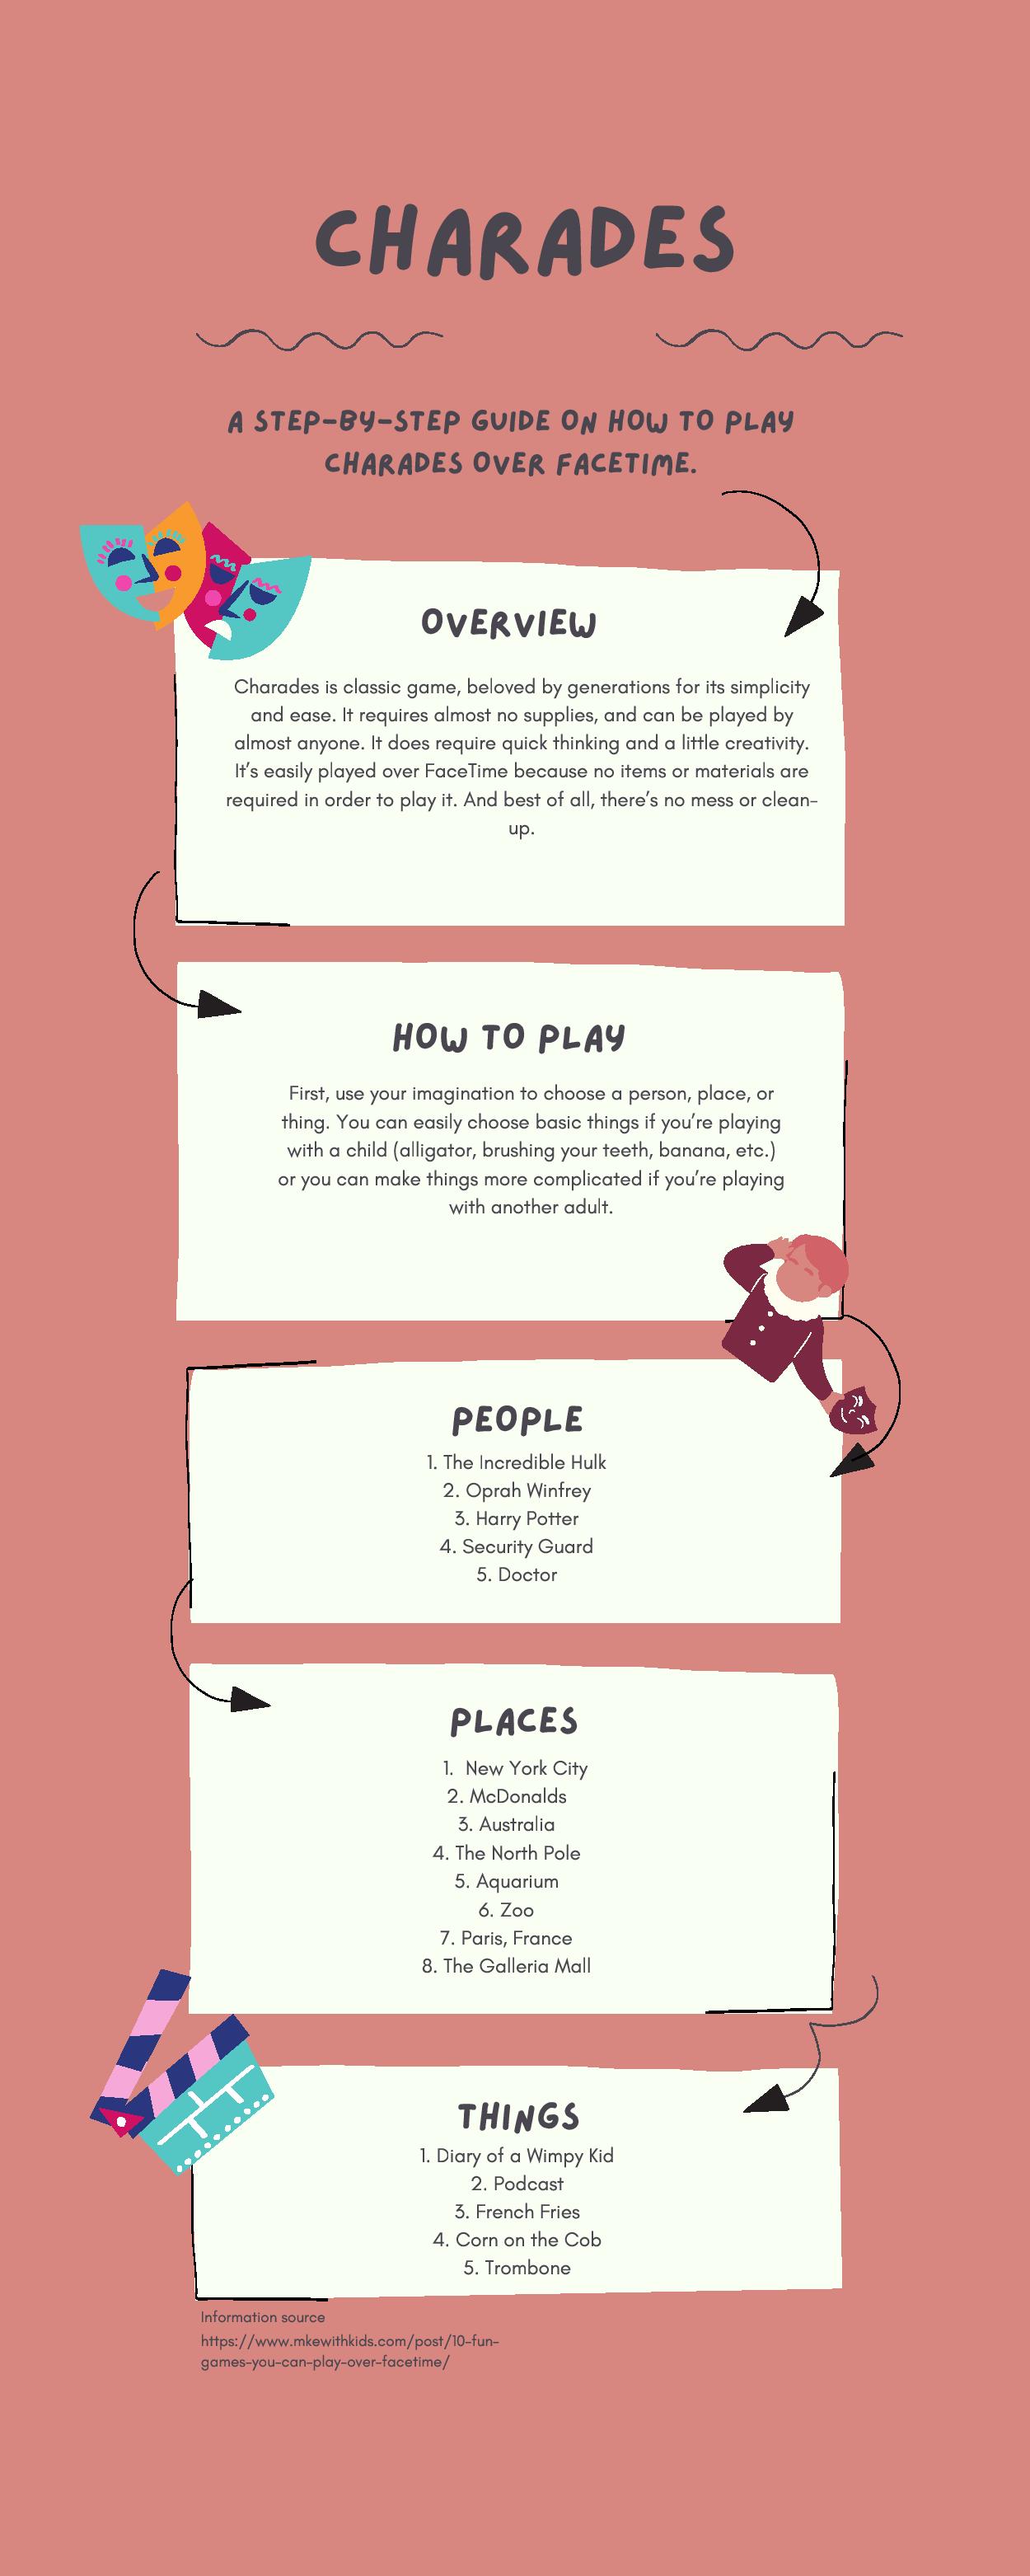 CHARADES
A STEP-BY-STEP GUIDE ON HOW TO PLAY
CHARADES OVER FACETIME.
OVERVIEW
Charades is classic game, beloved by generations for its simplicity
and ease. It requires almost no supplies, and can be played by
almost anyone. It does require quick thinking and a little creativity.
It's easily played over FaceTime because no items or materials are
required in order to play it. And best of all, there's no mess or clean-
up.
HOW TO PLAY
First, use your imagination to choose a person, place, or
thing. You can easily choose basic things if you're playing
with a child (alligator, brushing your teeth, banana, etc.)
or you can make things more complicated if you're playing
with another adult.
PEOPLE
1. The Incredible Hulk
2. Oprah Winfrey
3. Harry Potter
4. Security Guard
5. Doctor
PLACES
1. New York City
2. McDonalds
3. Australia
4. The North Pole
5. Aquarium
6. Zoo
7. Paris, France
8. The Galleria Mall
THINGS
1. Diary of a Wimpy Kid
2. Podcast
3. French Fries
4. Corn on the Cob
5. Trombone
Information source
https://www.mkewithkids.com/post/10-fun-
games-you-can-play-over-facetime/